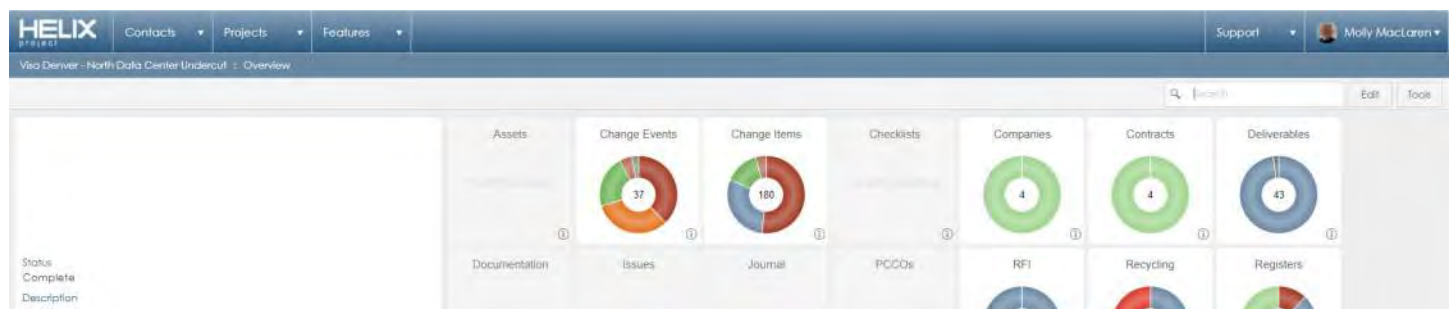 HELIX
project
Contacts Projects Features Support Molly MacLaren
Visa Denver - North Data Center Undercut : Overview
Search Edit Tools
Assets Change Events Change Items Checklists Companies Contracts Deliverables
37 180 4 4 43
Status
Complete
Documentation Issues Journal PCCOs RFI Recycling Registers
Description